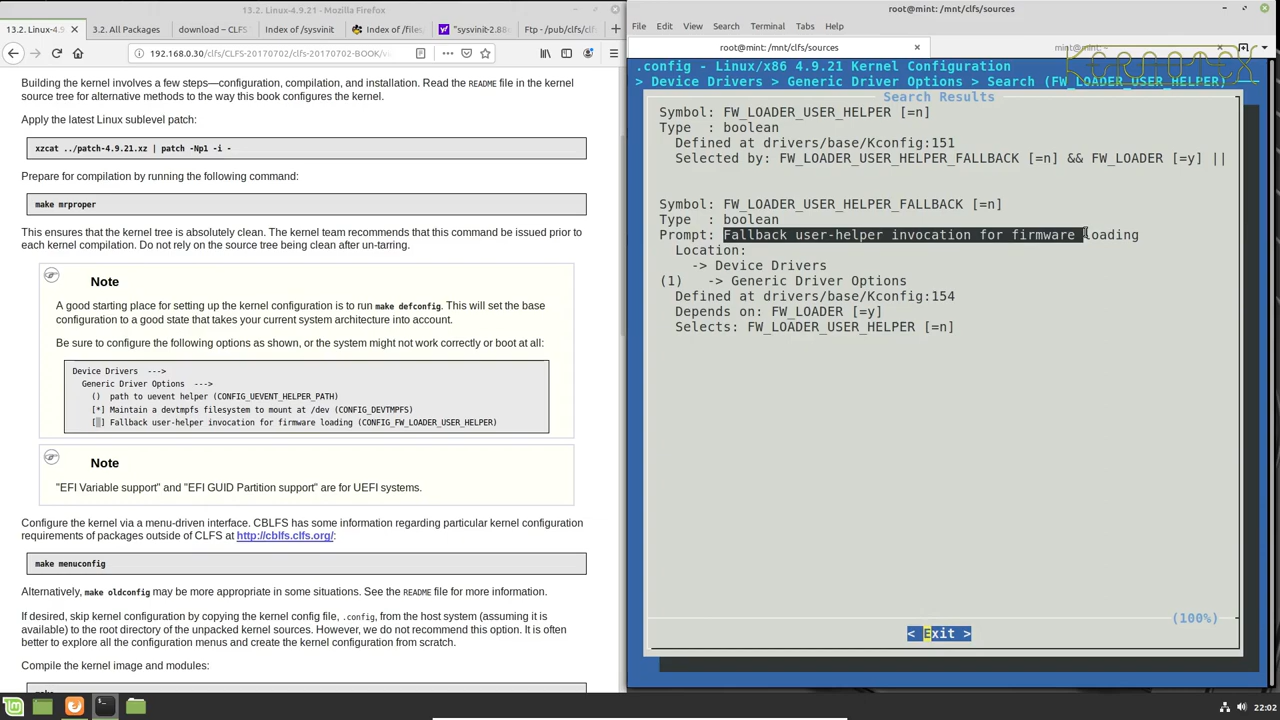 13.2. Linux-4.9.21 - Mozilla Firefox
13.2. Linux-4.9.
3.2. All Packages
download – CLFS
Index of /sysvinit
Index of /files,
"sysvinit-2.88
Ftp - /pub/clfs/clf
192.168.0.30/clfs/CLFS-20170702/clfs-20170702-BOOK/
Building the kernel involves a few steps—configuration, compilation, and installation. Read the README file in the kernel
source tree for alternative methods to the way this book configures the kernel.
Apply the latest Linux sublevel patch:
xzcat ../patch-4.9.21.xz | patch -Np1 -i -
Prepare for compilation by running the following command:
make mrproper
This ensures that the kernel tree is absolutely clean. The kernel team recommends that this command be issued prior to
each kernel compilation. Do not rely on the source tree being clean after un-tarring.
Note
A good starting place for setting up the kernel configuration is to run make defconfig. This will set the base
configuration to a good state that takes your current system architecture into account.
Be sure to configure the following options as shown, or the system might not work correctly or boot at all:
Device Drivers --->
Generic Driver Options --->
() path to uevent helper (CONFIG_UEVENT_HELPER_PATH)
[*] Maintain a devtmpfs filesystem to mount at /dev (CONFIG_DEVTMPFS)
[ ] Fallback user-helper invocation for firmware loading (CONFIG_FW_LOADER_USER_HELPER)
Note
"EFI Variable support" and "EFI GUID Partition support" are for UEFI systems.
Configure the kernel via a menu-driven interface. CBLFS has some information regarding particular kernel configuration
requirements of packages outside of CLFS at http://cblfs.clfs.org/:
make menuconfig
Alternatively, make oldconfig may be more appropriate in some situations. See the README file for more information.
If desired, skip kernel configuration by copying the kernel config file, .config, from the host system (assuming it is
available) to the root directory of the unpacked kernel sources. However, we do not recommend this option. It is often
better to explore all the configuration menus and create the kernel configuration from scratch.
Compile the kernel image and modules:
make
root@mint: /mnt/clfs/sources
File Edit View Search Terminal Tabs Help
root@mint: /mnt/clfs/sources
mint@mint: ~
KERNOTEX
.config - Linux/x86 4.9.21 Kernel Configuration
> Device Drivers > Generic Driver Options > Search (FW_LOADER_USER_HELPER)
Search Results
Symbol: FW_LOADER_USER_HELPER [=n]
Type : boolean
Defined at drivers/base/Kconfig:151
Selected by: FW_LOADER_USER_HELPER_FALLBACK [=n] && FW_LOADER [=y] ||
Symbol: FW_LOADER_USER_HELPER_FALLBACK [=n]
Type : boolean
Prompt: Fallback user-helper invocation for firmware loading
Location:
-> Device Drivers
(1) -> Generic Driver Options
Defined at drivers/base/Kconfig:154
Depends on: FW_LOADER [=y]
Selects: FW_LOADER_USER_HELPER [=n]
(100%)
< Exit >
22:02